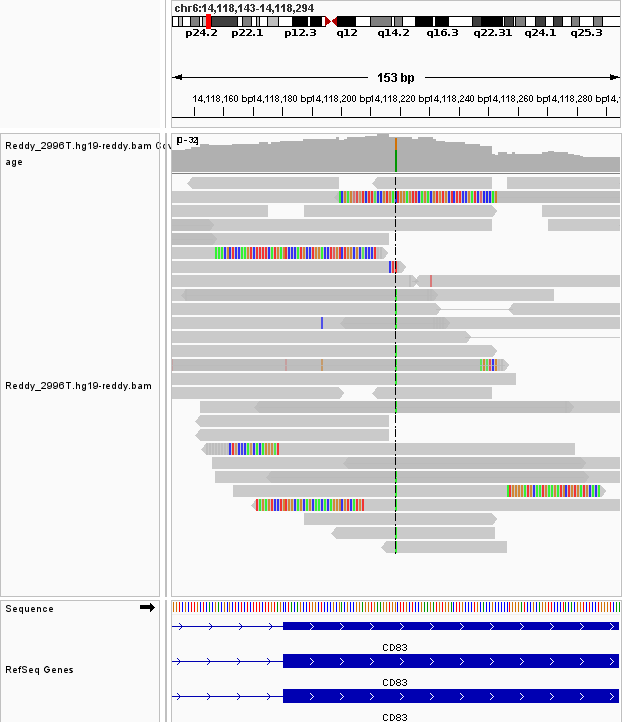 chr6:14,118,143-14,118,294
p24.2 p22.1 p12.3 q12 q14.2 q16.3 q22.31 q24.1 q25.3
153 bp
14,118,160 bp 14,118,180 bp 14,118,200 bp 14,118,220 bp 14,118,240 bp 14,118,260 bp 14,118,280 bp 14,1
Reddy_2996T.hg19-reddy.bam Cov
age
[0-32]
Reddy_2996T.hg19-reddy.bam
Sequence
CD83
RefSeq Genes
CD83
CD83